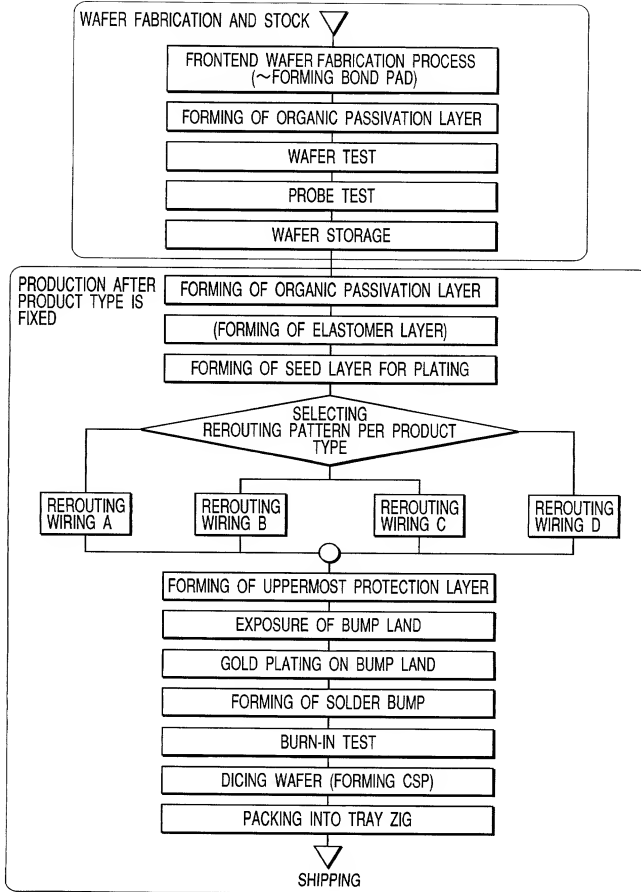 WAFER FABRICATION AND STOCK
FRONTEND WAFER FABRICATION PROCESS
(~FORMING BOND PAD)
FORMING OF ORGANIC PASSIVATION LAYER
WAFER TEST
PROBE TEST
WAFER STORAGE
PRODUCTION AFTER
PRODUCT TYPE IS
FIXED
FORMING OF ORGANIC PASSIVATION LAYER
(FORMING OF ELASTOMER LAYER)
FORMING OF SEED LAYER FOR PLATING
SELECTING
REROUTING PATTERN PER PRODUCT
TYPE
REROUTING
WIRING A
REROUTING
WIRING B
REROUTING
WIRING C
REROUTING
WIRING D
FORMING OF UPPERMOST PROTECTION LAYER
EXPOSURE OF BUMP LAND
GOLD PLATING ON BUMP LAND
FORMING OF SOLDER BUMP
BURN-IN TEST
DICING WAFER (FORMING CSP)
PACKING INTO TRAY ZIG
SHIPPING